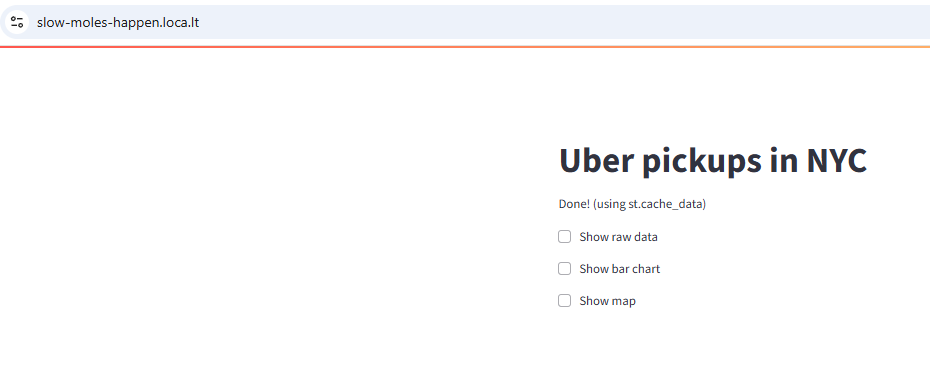 slow-moles-happen.loca.lt
Uber pickups in NYC
Done! (using st.cache_data)
Show raw data
Show bar chart
Show map